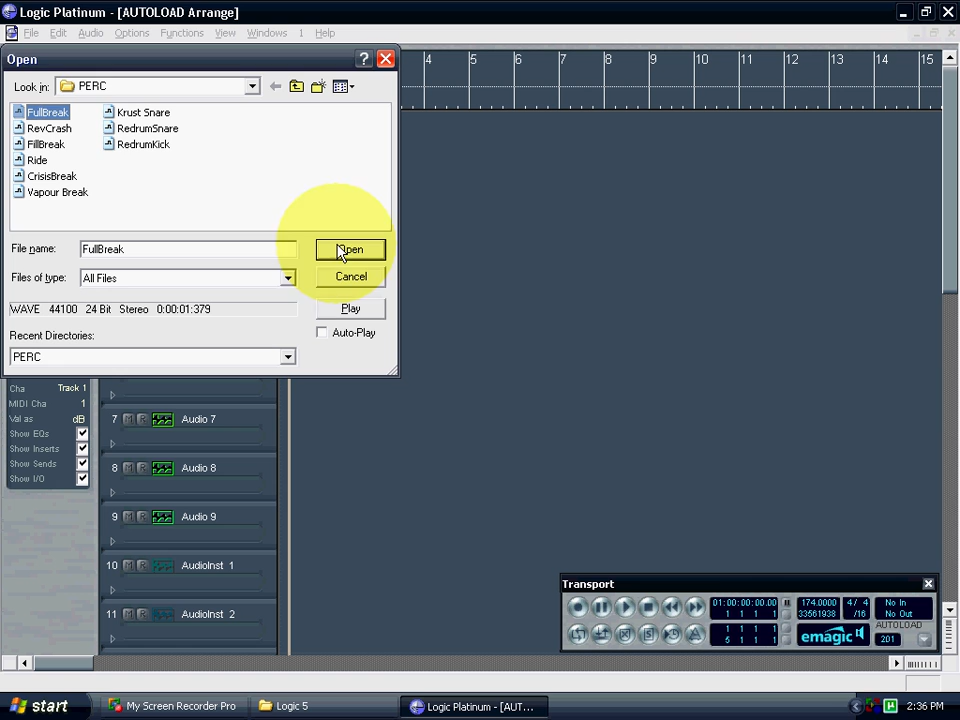 Logic Platinum - [AUTOLOAD Arrange]
File Edit Audio Options Functions View Windows 1 Help
Open
Look in: PERC
FullBreak Krust Snare
RevCrash RedrumSnare
FillBreak RedrumKick
Ride
CrisisBreak
Vapour Break
File name: FullBreak Open
Files of type: All Files Cancel
WAVE 44100 24 Bit Stereo 0:00:01:379 Play
Auto-Play
Recent Directories:
PERC
4 5 6 7 8 9 10 11 12 13 14 15
Cha Track 1
MIDI Cha 1
Val as dB
Show EQs
Show Inserts
Show Sends
Show I/O
7 M R Audio 7
8 M R Audio 8
9 M R Audio 9
10 M R AudioInst 1
11 M R AudioInst 2
Transport
01:00:00:00.00 174.0000 4/ 4 No In
1 1 1 1 33561938 /16 No Out
1 1 1 1 emagic AUTOLOAD
5 1 1 1 201
start My Screen Recorder Pro Logic 5 Logic Platinum - [AUT... 2:36 PM